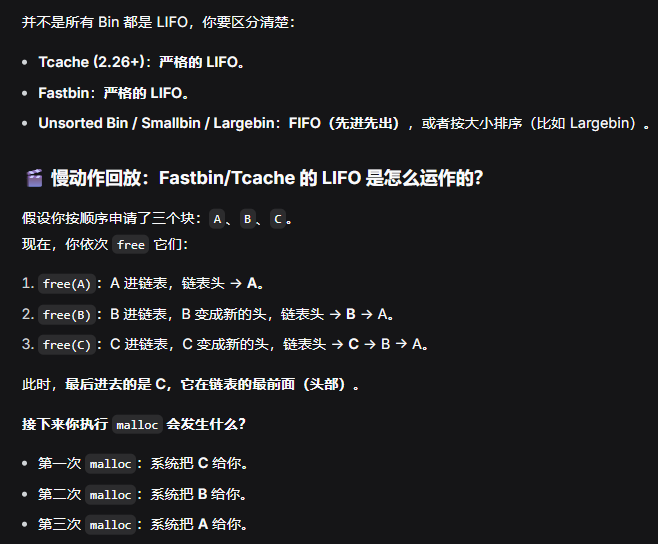 并不是所有 Bin 都是 LIFO，你要区分清楚：
• Tcache (2.26+)：严格的 LIFO。
• Fastbin：严格的 LIFO。
• Unsorted Bin / Smallbin / Largebin：FIFO（先进先出），或者按大小排序（比如 Largebin）。
🎬 慢动作回放：Fastbin/Tcache 的 LIFO 是怎么运作的？
假设你按顺序申请了三个块：A、B、C。
现在，你依次 free 它们：
1. free(A)：A 进链表，链表头 → A。
2. free(B)：B 进链表，B 变成新的头，链表头 → B → A。
3. free(C)：C 进链表，C 变成新的头，链表头 → C → B → A。
此时，最后进去的是 C，它在链表的最前面（头部）。
接下来你执行 malloc 会发生什么？
• 第一次 malloc：系统把 C 给你。
• 第二次 malloc：系统把 B 给你。
• 第三次 malloc：系统把 A 给你。